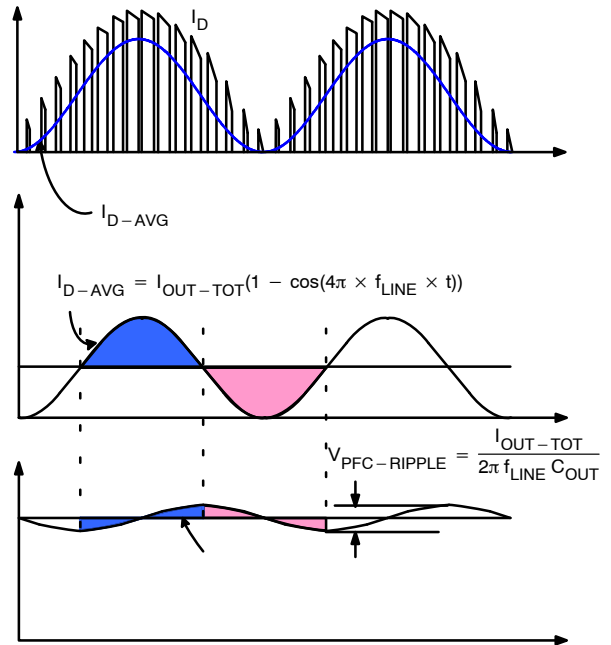 I_D
I_D–AVG
I_D–AVG = I_OUT–TOT(1 – cos(4π × f_LINE × t))
V_PFC–RIPPLE = I_OUT–TOT / 2π f_LINE C_OUT